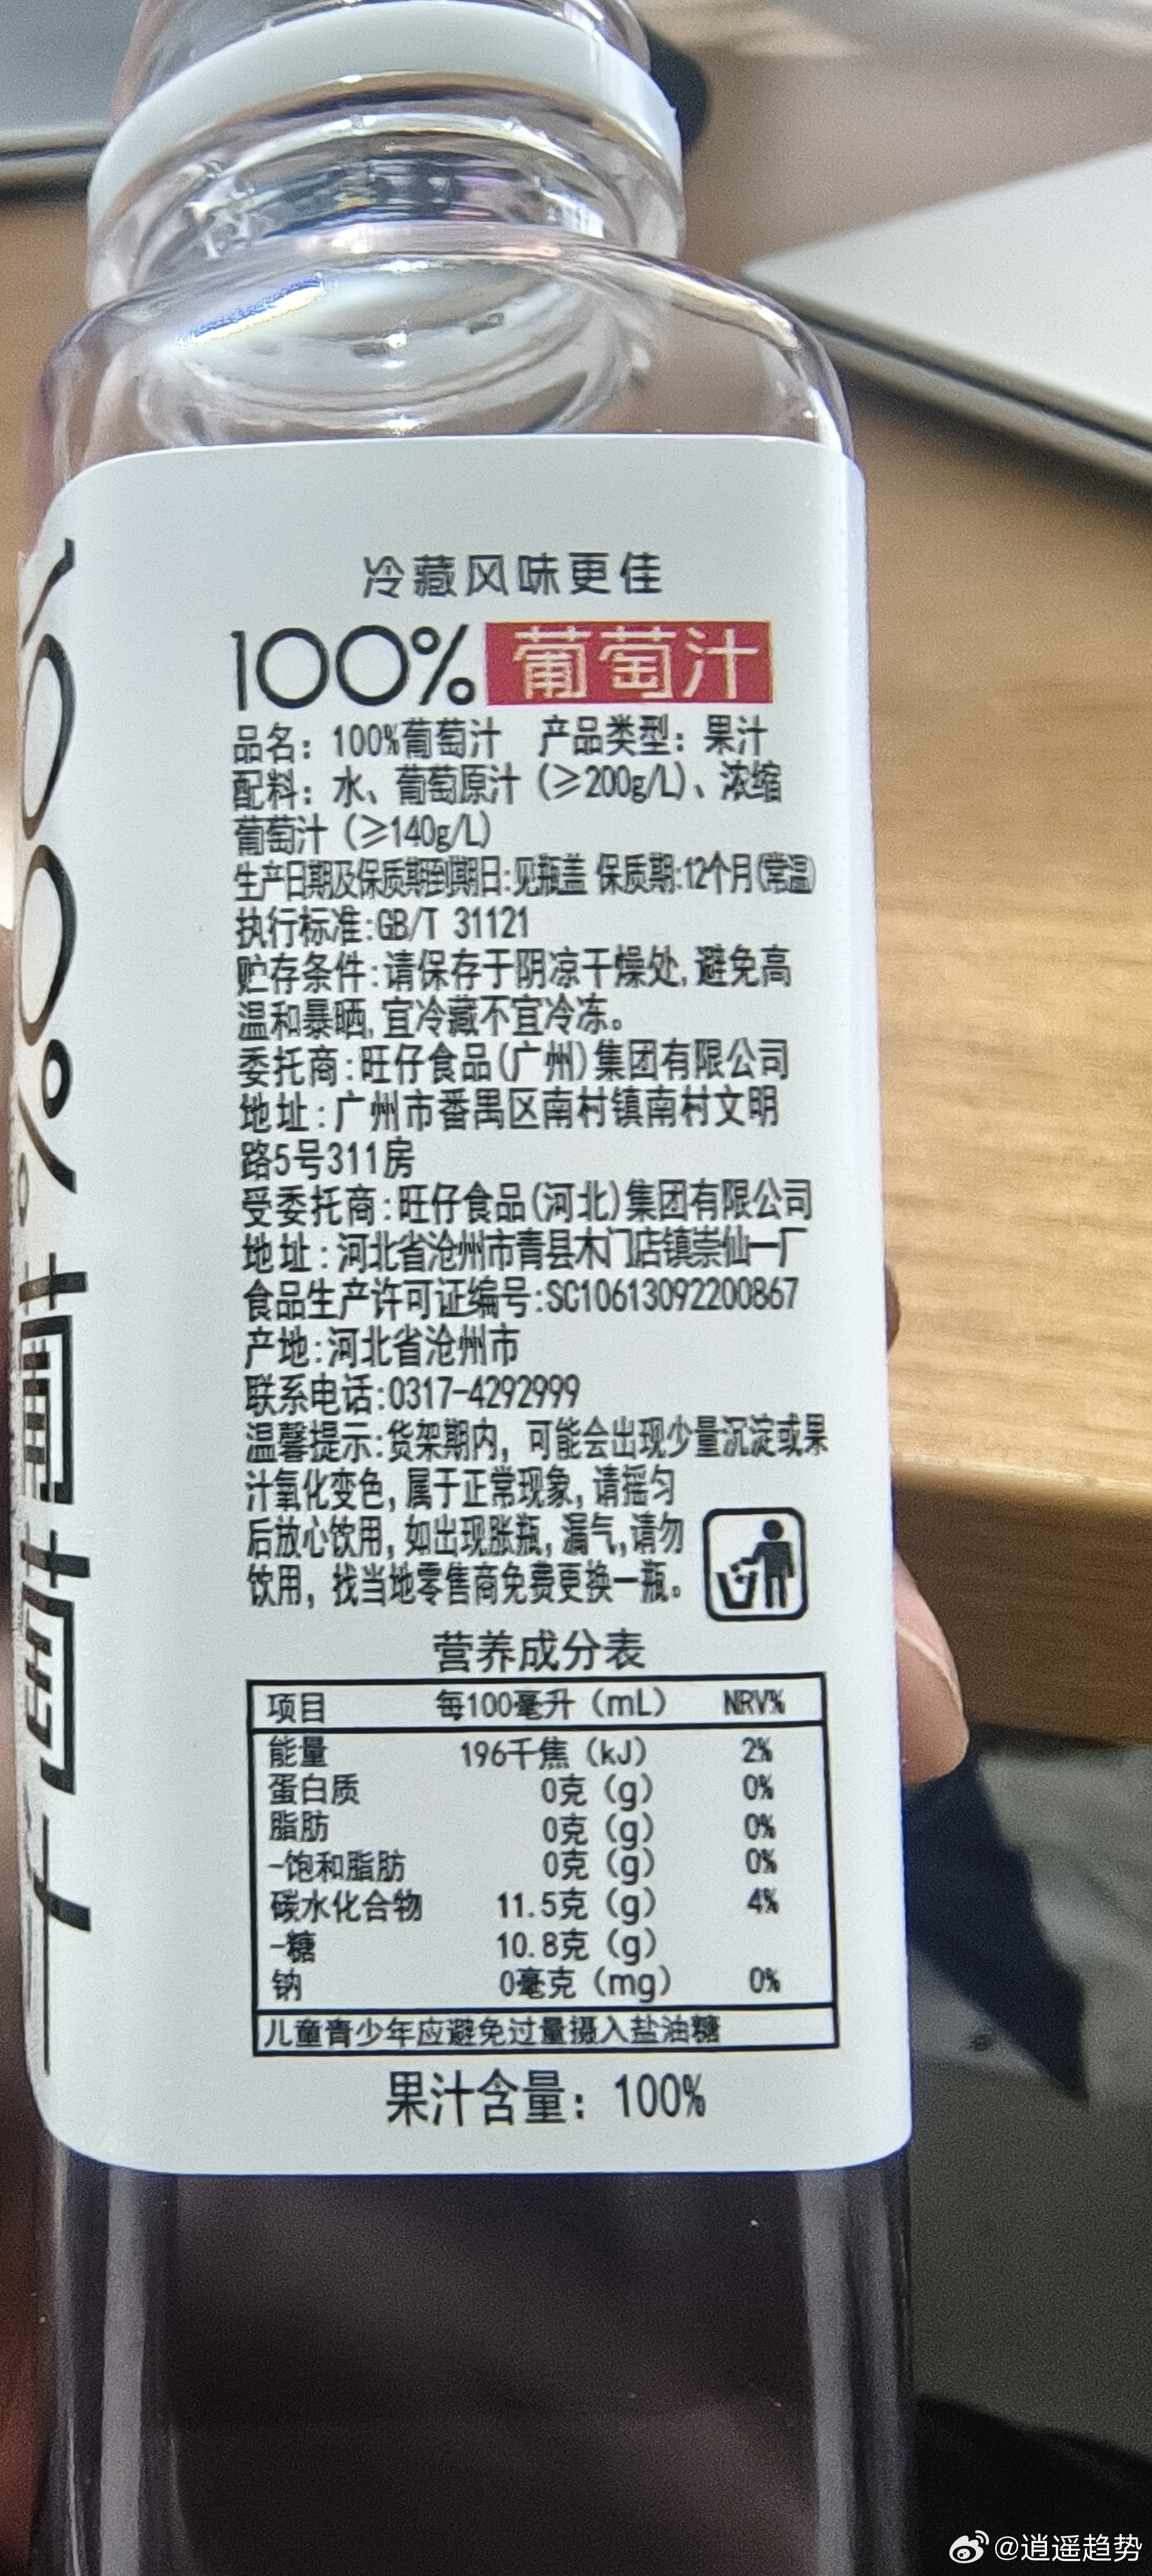 冷藏风味更佳
100% 葡萄汁
品名：100%葡萄汁 产品类型：果汁
配料：水、葡萄原汁（≥200g/L）、浓缩
葡萄汁（≥140g/L）
生产日期及保质期到期日:见瓶盖 保质期:12个月(常温)
执行标准:GB/T 31121
贮存条件:请保存于阴凉干燥处,避免高
温和暴晒,宜冷藏不宜冷冻。
委托商:旺仔食品(广州)集团有限公司
地址:广州市番禺区南村镇南村文明
路5号311房
受委托商:旺仔食品(河北)集团有限公司
地址:河北省沧州市青县木门店镇崇仙一厂
食品生产许可证编号:SC10613092200867
产地:河北省沧州市
联系电话:0317-4292999
温馨提示:货架期内，可能会出现少量沉淀或果
汁氧化变色,属于正常现象,请摇匀
后放心饮用,如出现胀瓶,漏气,请勿
饮用，找当地零售商免费更换一瓶。
营养成分表
项目 每100毫升（mL） NRV%
能量 196千焦（kJ） 2%
蛋白质 0克（g） 0%
脂肪 0克（g） 0%
-饱和脂肪 0克（g） 0%
碳水化合物 11.5克（g） 4%
-糖 10.8克（g）
钠 0毫克（mg） 0%
儿童青少年应避免过量摄入盐油糖
果汁含量：100%
100%
@逍遥趋势